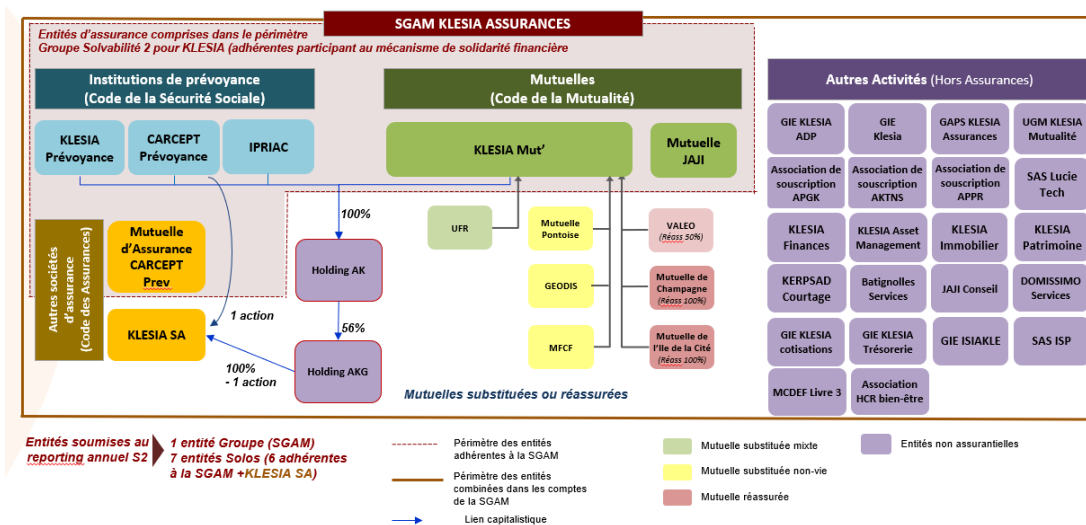 SGAM KLESIA ASSURANCES
Entités d'assurance comprises dans le périmètre
Groupe Solvabilité 2 pour KLESIA (adhérentes participant au mécanisme de solidarité financière
Institutions de prévoyance
(Code de la Sécurité Sociale)
Mutuelles
(Code de la Mutualité)
KLESIA
Prévoyance
CARCEPT
Prévoyance
IPRIAC
KLESIA Mut'
Mutuelle
JAJI
Autres sociétés
d'assurance
(Code des Assurances)
Mutuelle
d'Assurance
CARCEPT
Prev
KLESIA SA
1 action
100%
- 1 action
100%
Holding AK
56%
Holding AKG
UFR
Mutuelle
Pontoise
GEODIS
MFCF
VALEO
(Réass 50%)
Mutuelle de
Champagne
(Réass 100%)
Mutuelle de
l'Ile de la Cité
(Réass 100%)
Mutuelles substituées ou réassurées
Autres Activités (Hors Assurances)
GIE KLESIA
ADP
GIE
Klesia
GAPS KLESIA
Assurances
UGM KLESIA
Mutualité
Association de
souscription
APGK
Association de
souscription
AKTNS
Association de
souscription
APPR
SAS Lucie
Tech
KLESIA
Finances
KLESIA Asset
Management
KLESIA
Immobilier
KLESIA
Patrimoine
KERPSAD
Courtage
Batignolles
Services
JAJI Conseil
DOMISSIMO
Services
GIE KLESIA
cotisations
GIE KLESIA
Trésorerie
GIE ISIAKLE
SAS ISP
MCDEF Livre 3
Association
HCR bien-être
Entités soumises au
reporting annuel S2
1 entité Groupe (SGAM)
7 entités Solos (6 adhérentes
à la SGAM +KLESIA SA)
Périmètre des entités
adhérentes à la SGAM
Périmètre des entités
combinées dans les comptes
de la SGAM
Lien capitalistique
Mutuelle substituée mixte
Mutuelle substituée non-vie
Mutuelle réassurée
Entités non assurantielles